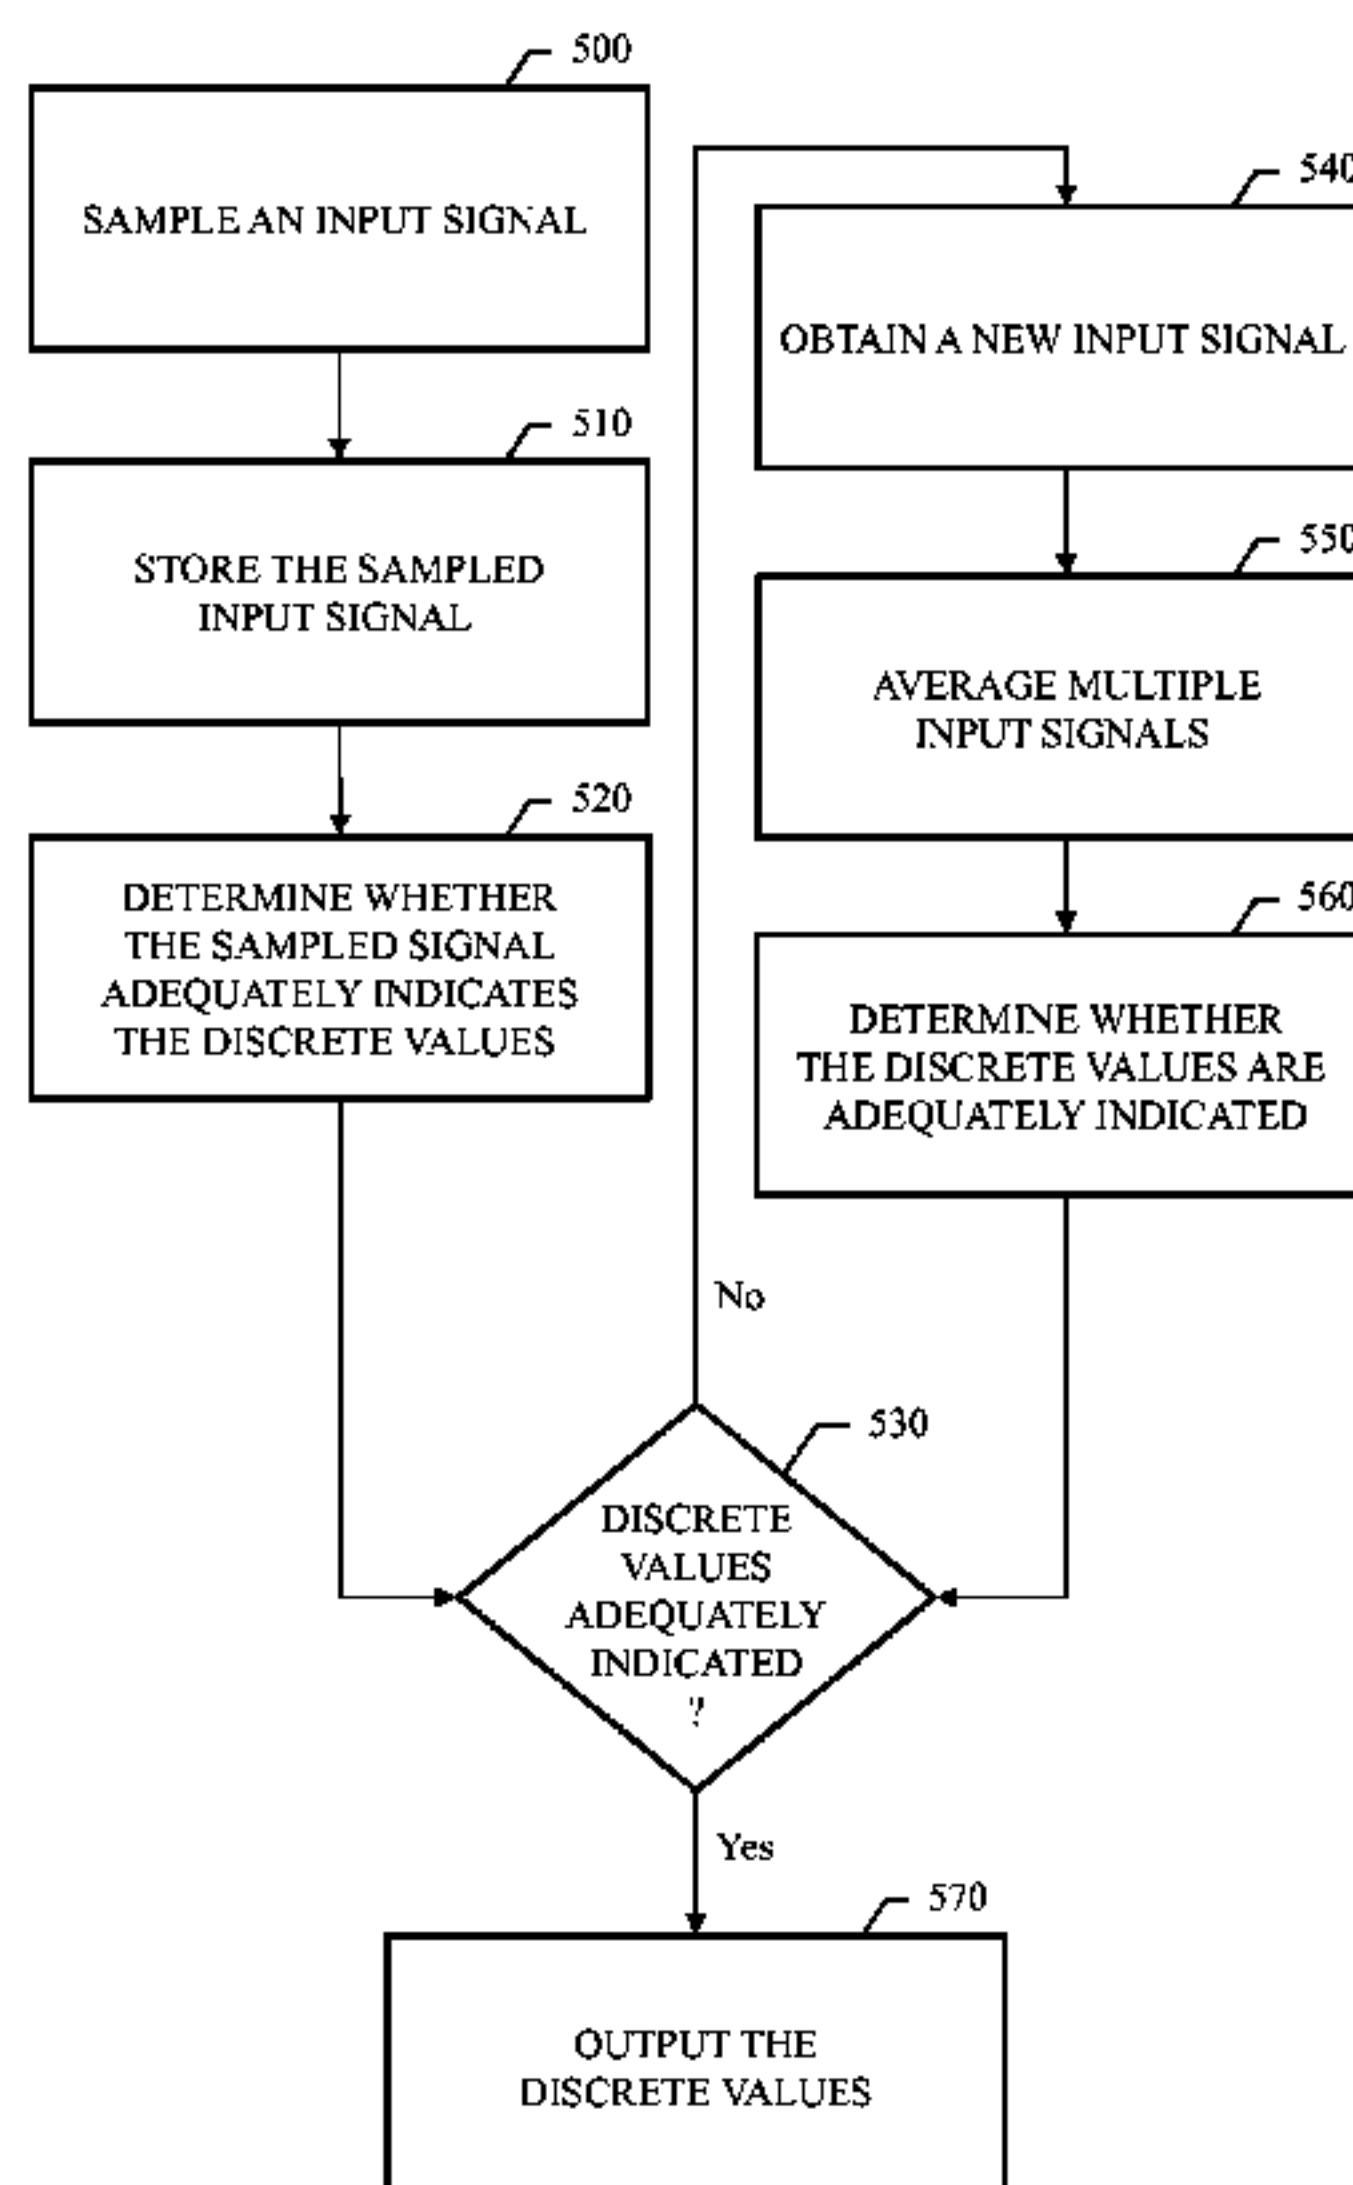 500
SAMPLE AN INPUT SIGNAL
510
STORE THE SAMPLED
INPUT SIGNAL
520
DETERMINE WHETHER
THE SAMPLED SIGNAL
ADEQUATELY INDICATES
THE DISCRETE VALUES
540
OBTAIN A NEW INPUT SIGNAL
550
AVERAGE MULTIPLE
INPUT SIGNALS
560
DETERMINE WHETHER
THE DISCRETE VALUES ARE
ADEQUATELY INDICATED
No
530
DISCRETE
VALUES
ADEQUATELY
INDICATED
?
Yes
570
OUTPUT THE
DISCRETE VALUES